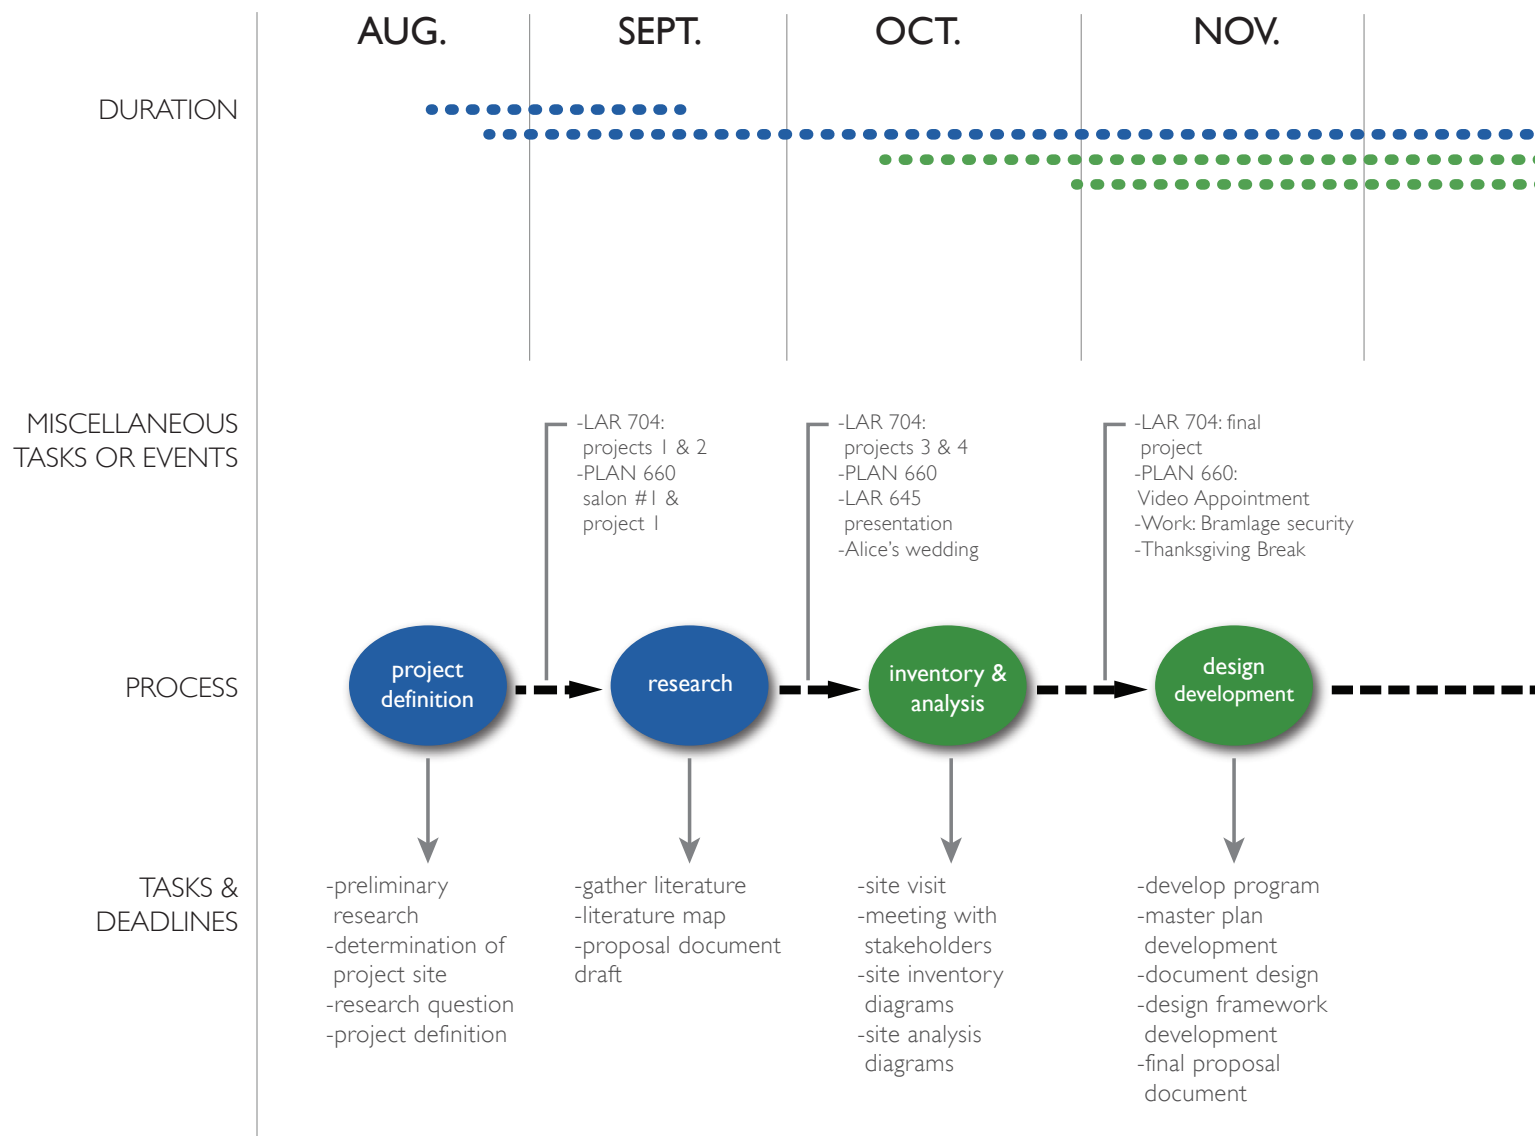 AUG.
SEPT.
OCT.
NOV.
DURATION
MISCELLANEOUS
TASKS OR EVENTS
-LAR 704:
projects 1 & 2
-PLAN 660
salon #1 &
project 1
-LAR 704:
projects 3 & 4
-PLAN 660
-LAR 645
presentation
-Alice's wedding
-LAR 704: final
project
-PLAN 660:
Video Appointment
-Work: Bramlage security
-Thanksgiving Break
PROCESS
project
definition
research
inventory &
analysis
design
development
TASKS &
DEADLINES
-preliminary
research
-determination of
project site
-research question
-project definition
-gather literature
-literature map
-proposal document
draft
-site visit
-meeting with
stakeholders
-site inventory
diagrams
-site analysis
diagrams
-develop program
-master plan
development
-document design
-design framework
development
-final proposal
document